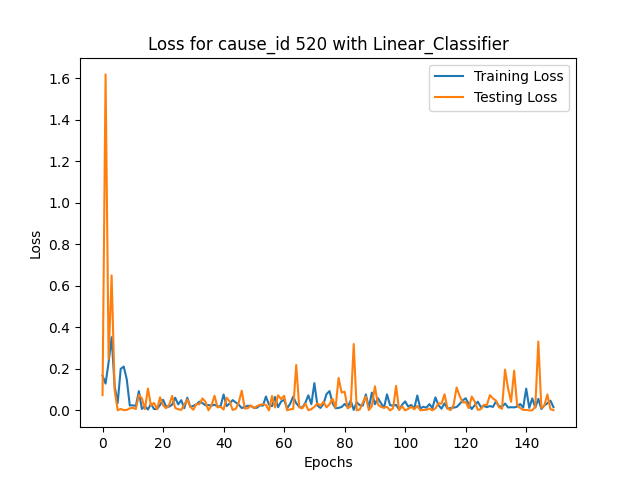 Loss for cause_id 520 with Linear_Classifier
Training Loss
Testing Loss
1.6
1.4
1.2
1.0
0.8
0.6
0.4
0.2
0.0
Loss
0 20 40 60 80 100 120 140
Epochs